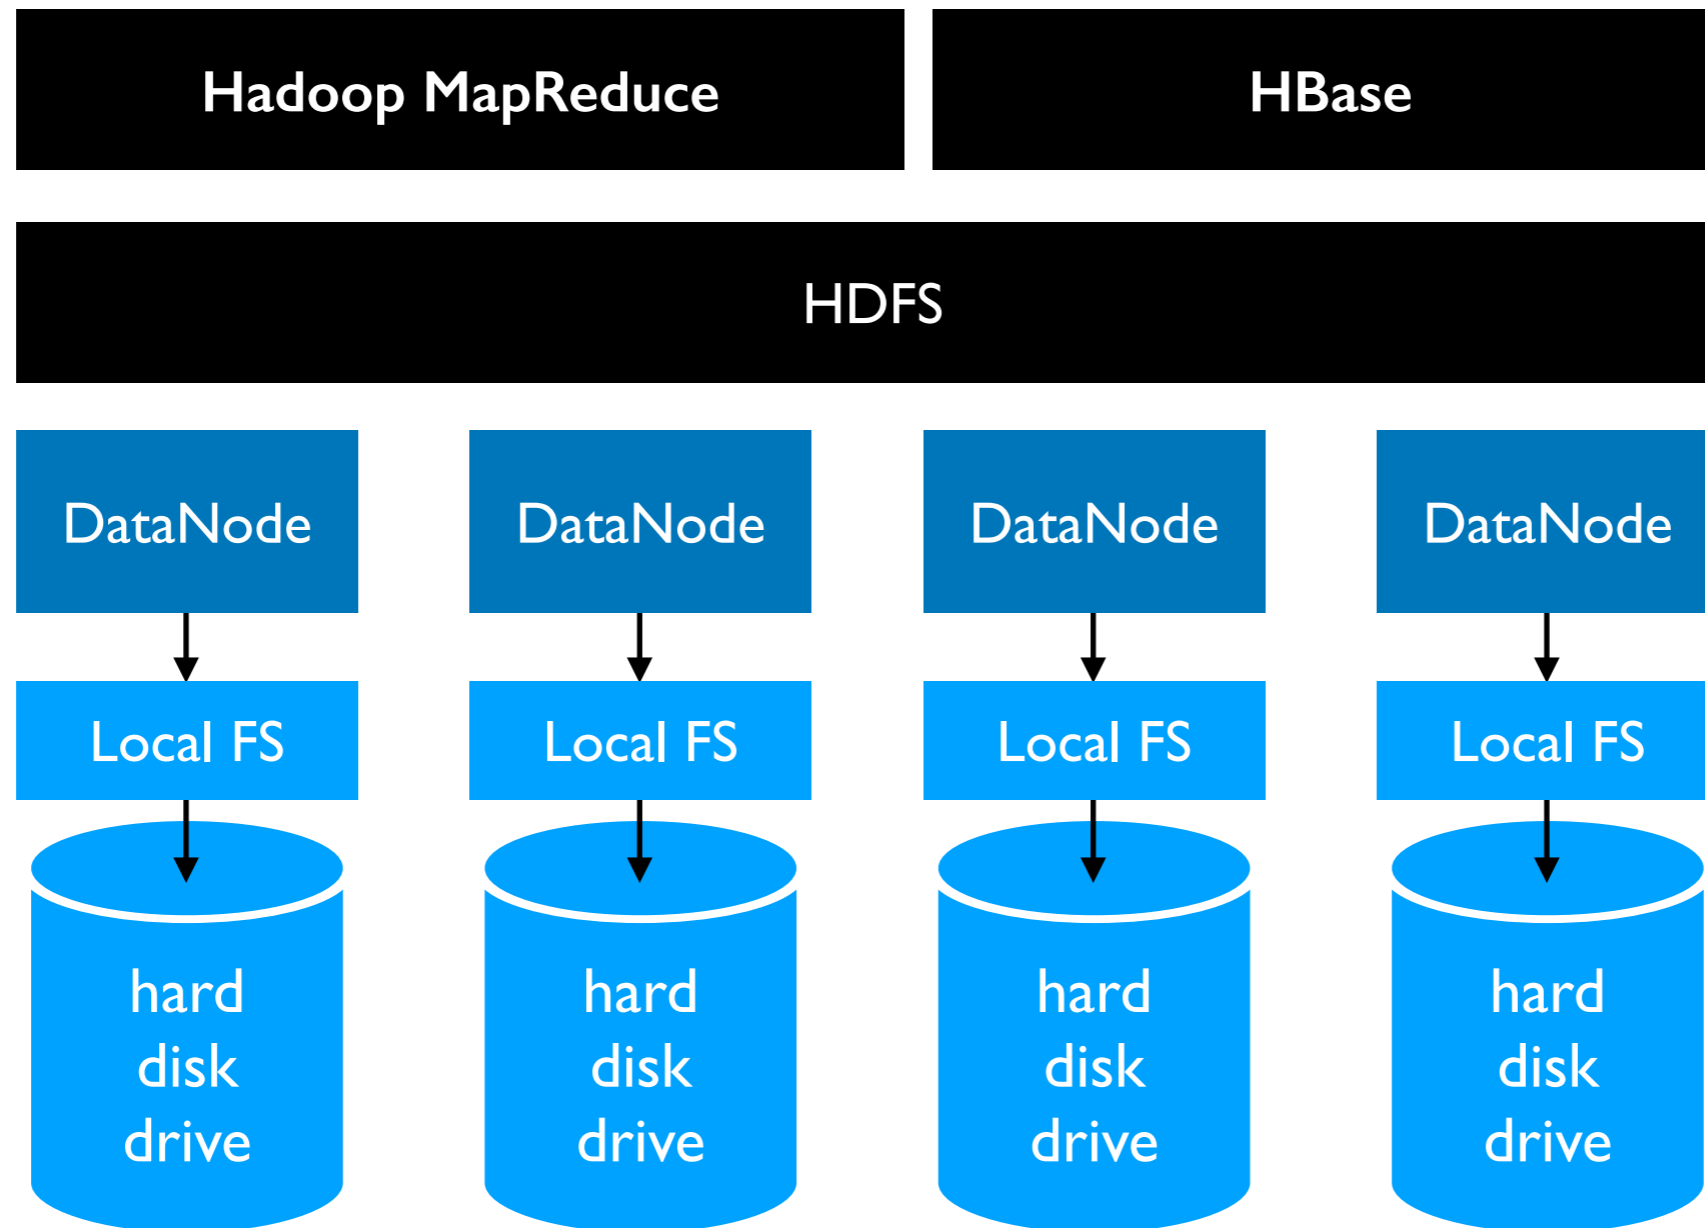 Hadoop MapReduce
HBase
HDFS
DataNode
DataNode
DataNode
DataNode
Local FS
Local FS
Local FS
Local FS
hard
disk
drive
hard
disk
drive
hard
disk
drive
hard
disk
drive